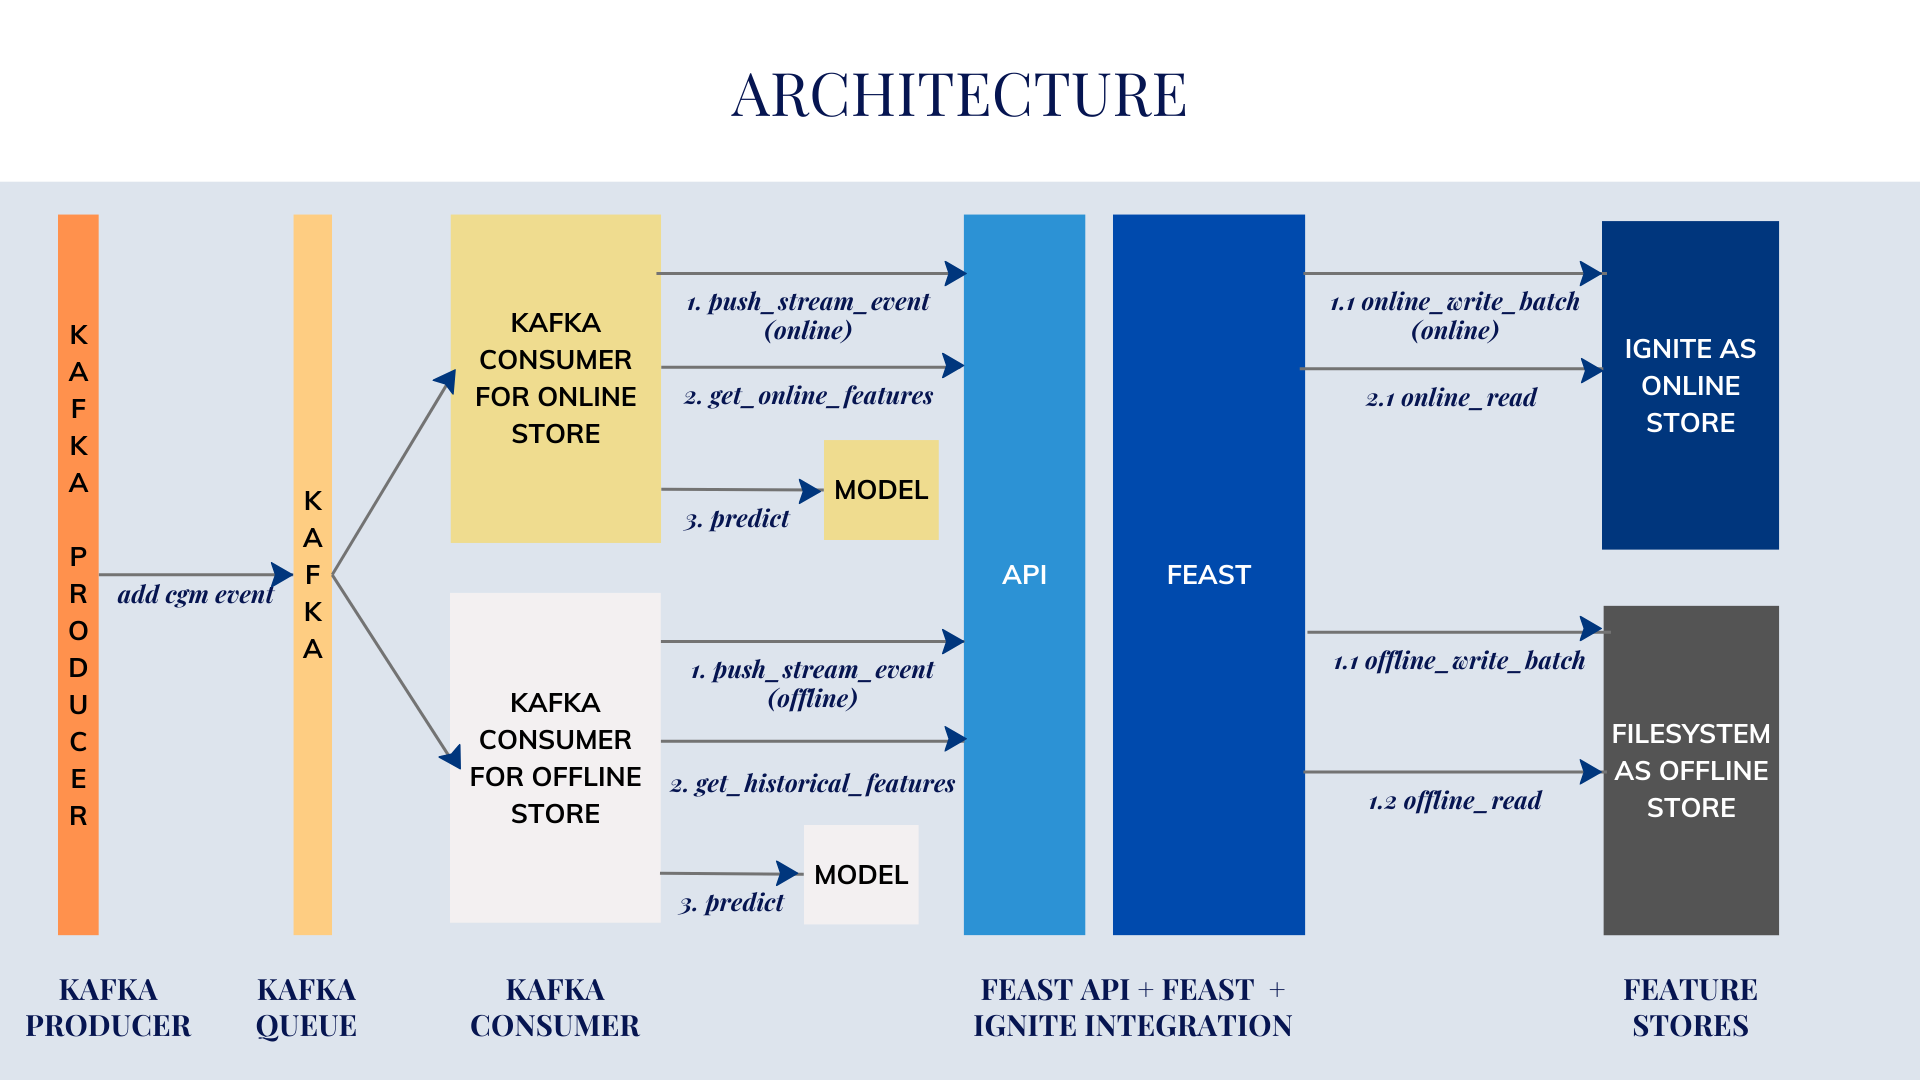 ARCHITECTURE
KAFKA PRODUCER
add cgm event
KAFKA
KAFKA
CONSUMER
FOR ONLINE
STORE
1. push_stream_event
(online)
2. get_online_features
3. predict
MODEL
KAFKA
CONSUMER
FOR OFFLINE
STORE
1. push_stream_event
(offline)
2. get_historical_features
3. predict
MODEL
API
FEAST
1.1 online_write_batch
(online)
2.1 online_read
1.1 offline_write_batch
1.2 offline_read
IGNITE AS
ONLINE
STORE
FILESYSTEM
AS OFFLINE
STORE
KAFKA
PRODUCER
KAFKA
QUEUE
KAFKA
CONSUMER
FEAST API + FEAST +
IGNITE INTEGRATION
FEATURE
STORES